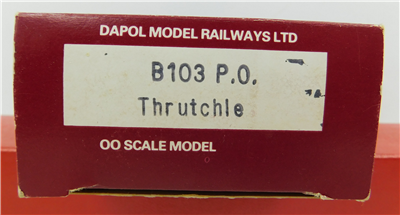 DAPOL MODEL RAILWAYS LTD
B103 P.O.
Thrutchle
OO SCALE MODEL